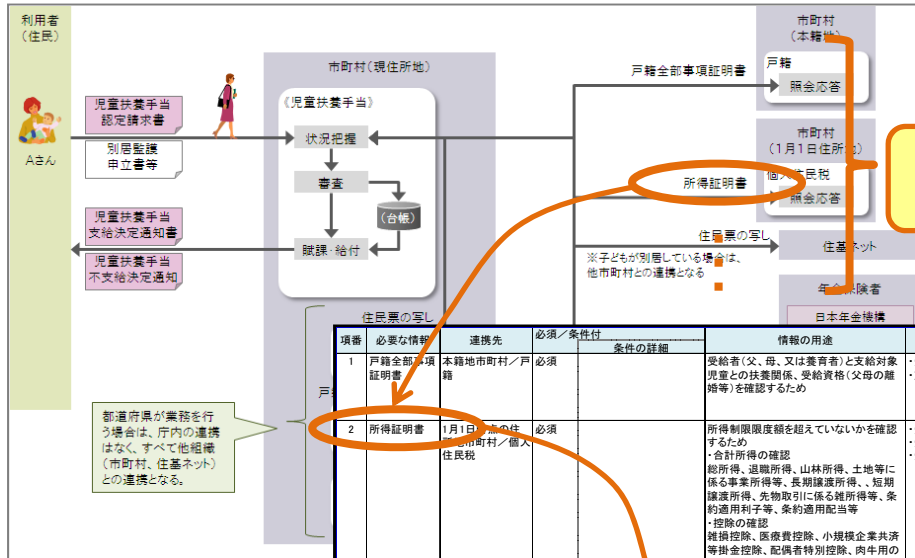 利用者
(住民)
Aさん
児童扶養手当
認定請求書
別居監護
申立書等
児童扶養手当
支給決定通知書
児童扶養手当
不支給決定通知
市町村(現住所地)
《児童扶養手当》
状況把握
審査
(台帳)
賦課・給付
市町村
(本籍地)
戸籍
照会応答
戸籍全部事項証明書
市町村
(1月1日住所地)
個人住民税
照会応答
所得証明書
住民票の写し
※子どもが別居している場合は、
他市町村との連携となる
住基ネット
年金保険者
日本年金機構
住民票の写し
都道府県が業務を行
う場合は、庁内の連携
はなく、すべて他組織
(市町村、住基ネット)
との連携となる。
項番
必要な情報
連携先
必須/条件付
条件の詳細
情報の用途
1
戸籍全部事項
証明書
本籍地市町村/戸
籍
必須
受給者(父、母、又は養育者)と支給対象
児童との扶養関係、受給資格(父母の離
婚等)を確認するため
2
所得証明書
1月1日時点の住
所地市町村/個人
住民税
必須
所得制限限度額を超えていないかを確認
するため
・合計所得の確認
総所得、退職所得、山林所得、土地等に
係る事業所得等、長期譲渡所得、、短期
譲渡所得、先物取引に係る雑所得等、条
約適用利子等、条約適用配当等
・控除の確認
雑損控除、医療費控除、小規模企業共済
等掛金控除、配偶者特別控除、肉牛用の